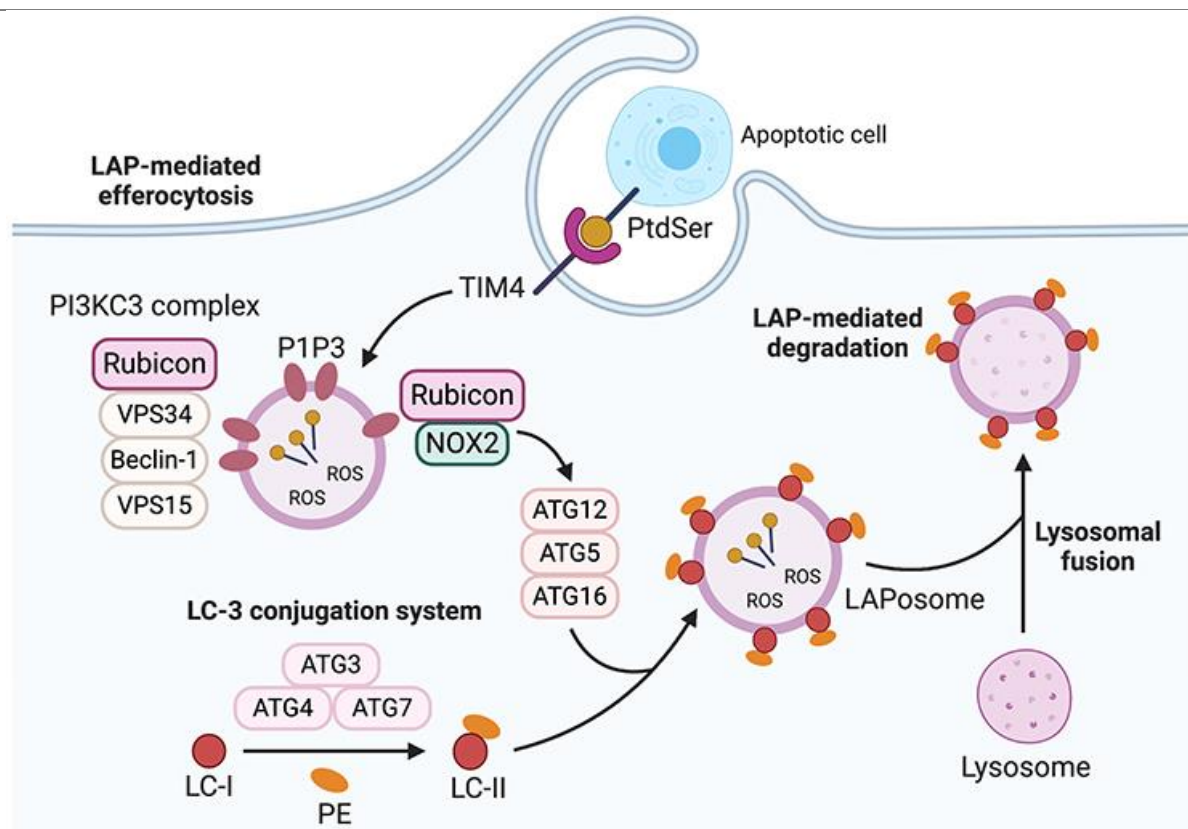 LAP-mediated
efferocytosis
Apoptotic cell
PtdSer
TIM4
PI3KC3 complex
Rubicon
VPS34
Beclin-1
VPS15
P1P3
ROS
ROS
Rubicon
NOX2
ATG12
ATG5
ATG16
LAP-mediated
degradation
LC-3 conjugation system
ATG3
ATG4
ATG7
LC-I
PE
LC-II
ROS
ROS
LAPosome
Lysosomal
fusion
Lysosome